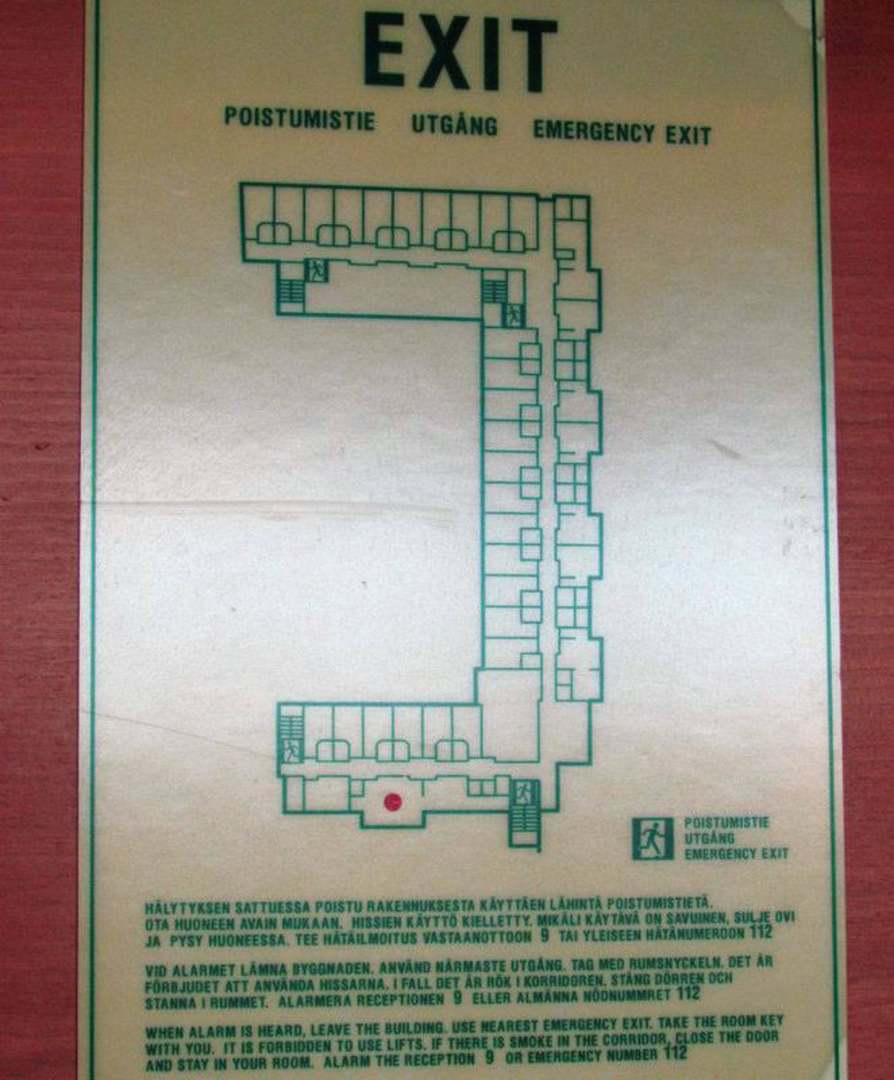 EXIT
POISTUMISTIE UTGÅNG EMERGENCY EXIT
POISTUMISTIE
UTGÅNG
EMERGENCY EXIT
HÄLYTYKSEN SATTUESSA POISTU RAKENNUKSESTA KÄYTTÄEN LÄHINTÄ POISTUMISTIETÄ.
OTA HUONEEN AVAIN MUKAAN. HISSIEN KÄYTTÖ KIELLETTY. MIKÄLI KÄYTÄVÄ ON SAVUINEN, SULJE OVI
JA PYSY HUONEESSA. TEE HÄTÄILMOITUS VASTAANOTTOON 9 TAI YLEISEEN HÄTÄNUMEROON 112
VID ALARMET LÄMNA BYGGNADEN. ANVÄND NÄRMASTE UTGÅNG. TAG MED RUMSNYCKELN. DET ÄR
FÖRBJUDET ATT ANVÄNDA HISSARNA. I FALL DET ÄR RÖK I KORRIDOREN. STÄNG DÖRREN OCH
STANNA I RUMMET. ALARMERA RECEPTIONEN 9 ELLER ALMÄNNA NÖDNUMMRET 112
WHEN ALARM IS HEARD, LEAVE THE BUILDING. USE NEAREST EMERGENCY EXIT. TAKE THE ROOM KEY
WITH YOU. IT IS FORBIDDEN TO USE LIFTS. IF THERE IS SMOKE IN THE CORRIDOR, CLOSE THE DOOR
AND STAY IN YOUR ROOM. ALARM THE RECEPTION 9 OR EMERGENCY NUMBER 112